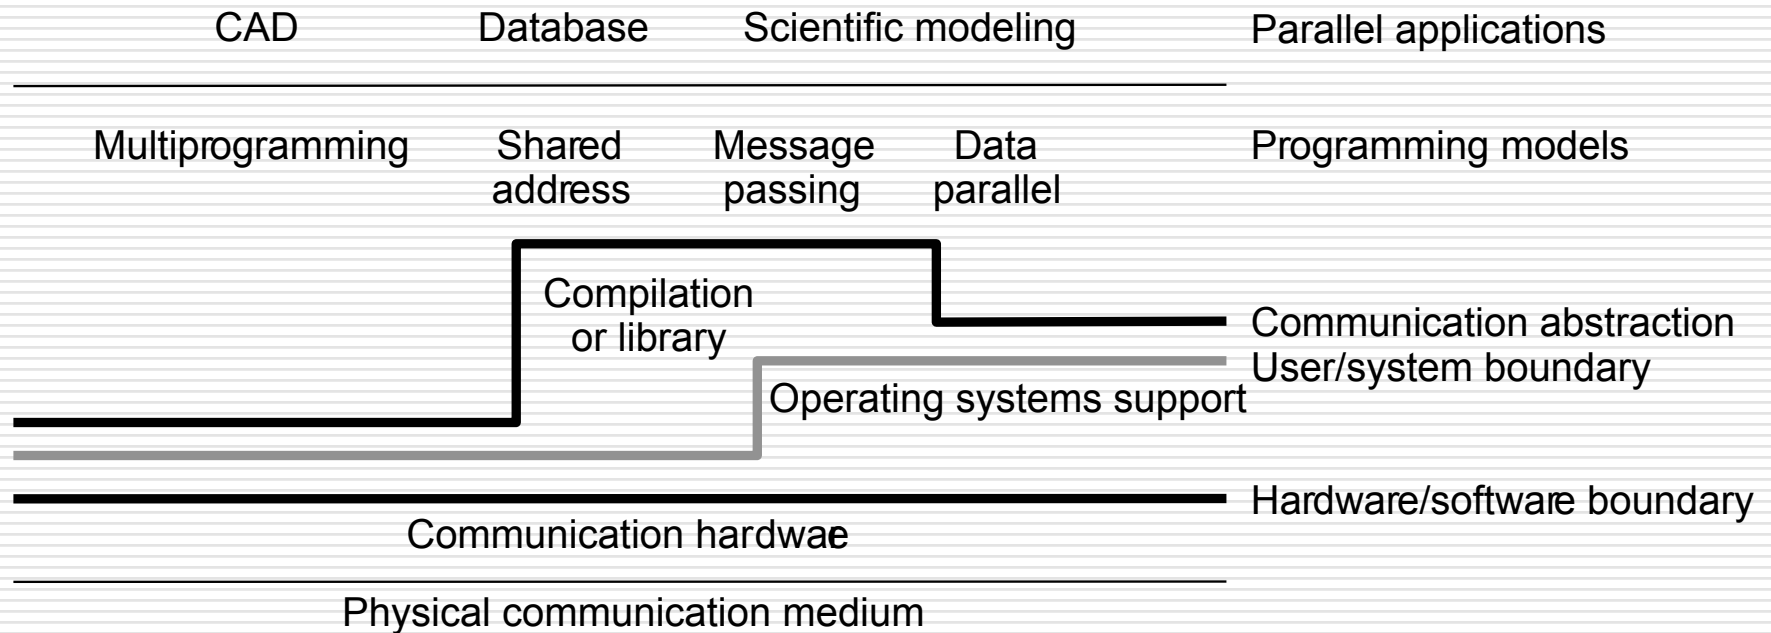 CAD Database Scientific modeling Parallel applications
Multiprogramming Shared Message Data Programming models
address passing parallel
Compilation
or library
Communication abstraction
User/system boundary
Operating systems support
Hardware/software boundary
Communication hardware
Physical communication medium